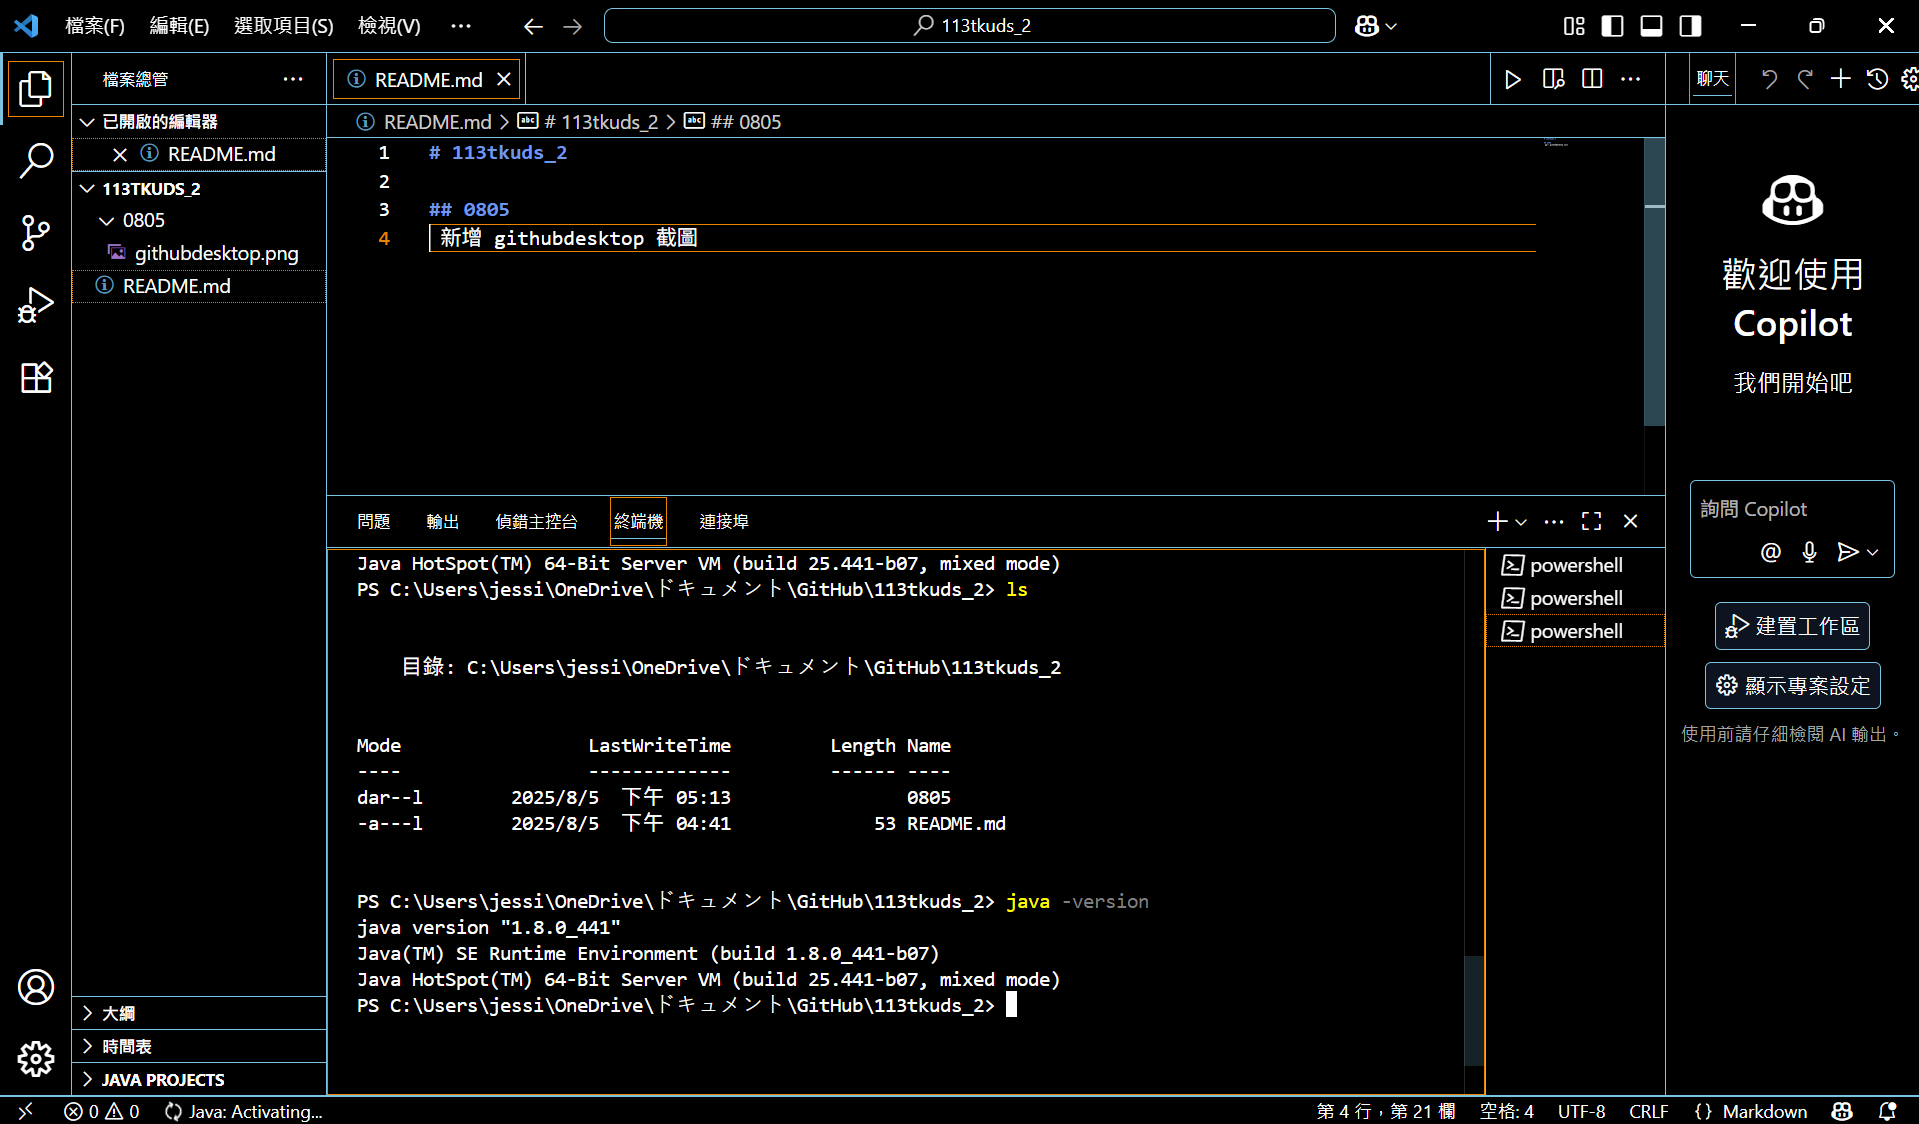 檔案(F) 編輯(E) 選取項目(S) 檢視(V) ··· 113tkuds_2
檔案總管 ···
已開啟的編輯器
README.md
113TKUDS_2
0805
githubdesktop.png
README.md
大綱
時間表
JAVA PROJECTS
README.md
README.md > # 113tkuds_2 > ## 0805
1 # 113tkuds_2
2
3 ## 0805
4 新增 githubdesktop 截圖
問題 輸出 偵錯主控台 終端機 連接埠
Java HotSpot(TM) 64-Bit Server VM (build 25.441-b07, mixed mode)
PS C:\Users\jessi\OneDrive\ドキュメント\GitHub\113tkuds_2> ls
目錄: C:\Users\jessi\OneDrive\ドキュメント\GitHub\113tkuds_2
Mode LastWriteTime Length Name
---- ------------- ------ ----
dar--l 2025/8/5 下午 05:13 0805
-a---l 2025/8/5 下午 04:41 53 README.md
PS C:\Users\jessi\OneDrive\ドキュメント\GitHub\113tkuds_2> java -version
java version "1.8.0_441"
Java(TM) SE Runtime Environment (build 1.8.0_441-b07)
Java HotSpot(TM) 64-Bit Server VM (build 25.441-b07, mixed mode)
PS C:\Users\jessi\OneDrive\ドキュメント\GitHub\113tkuds_2>
powershell
powershell
powershell
聊天
歡迎使用
Copilot
我們開始吧
詢問 Copilot
建置工作區
顯示專案設定
使用前請仔細檢閱 AI 輸出。
0 0 Java: Activating... 第 4 行，第 21 欄 空格: 4 UTF-8 CRLF {} Markdown